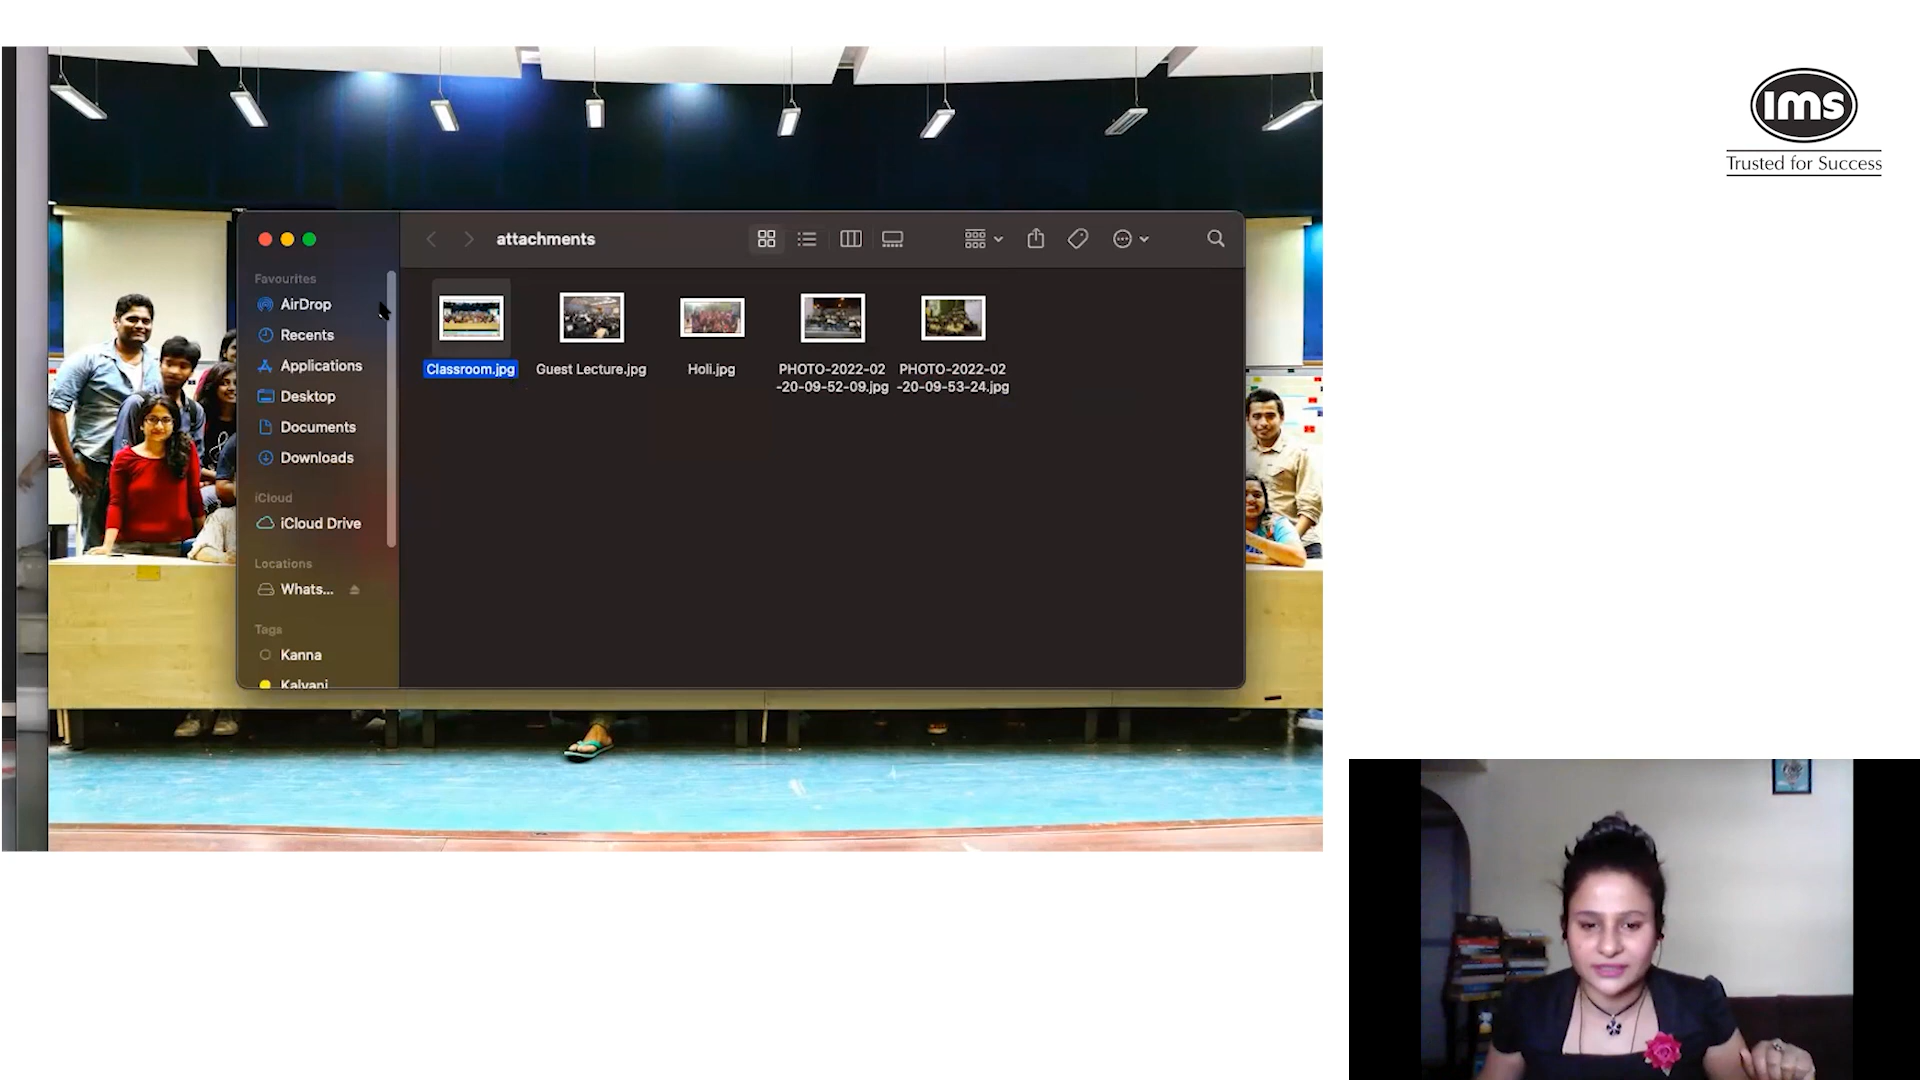 ims
Trusted for Success
attachments
Favourites
AirDrop
Recents
Applications
Desktop
Documents
Downloads
iCloud
iCloud Drive
Locations
Whats...
Tags
Kanna
Kalyani
Classroom.jpg
Guest Lecture.jpg
Holi.jpg
PHOTO-2022-02
-20-09-52-09.jpg
PHOTO-2022-02
-20-09-53-24.jpg